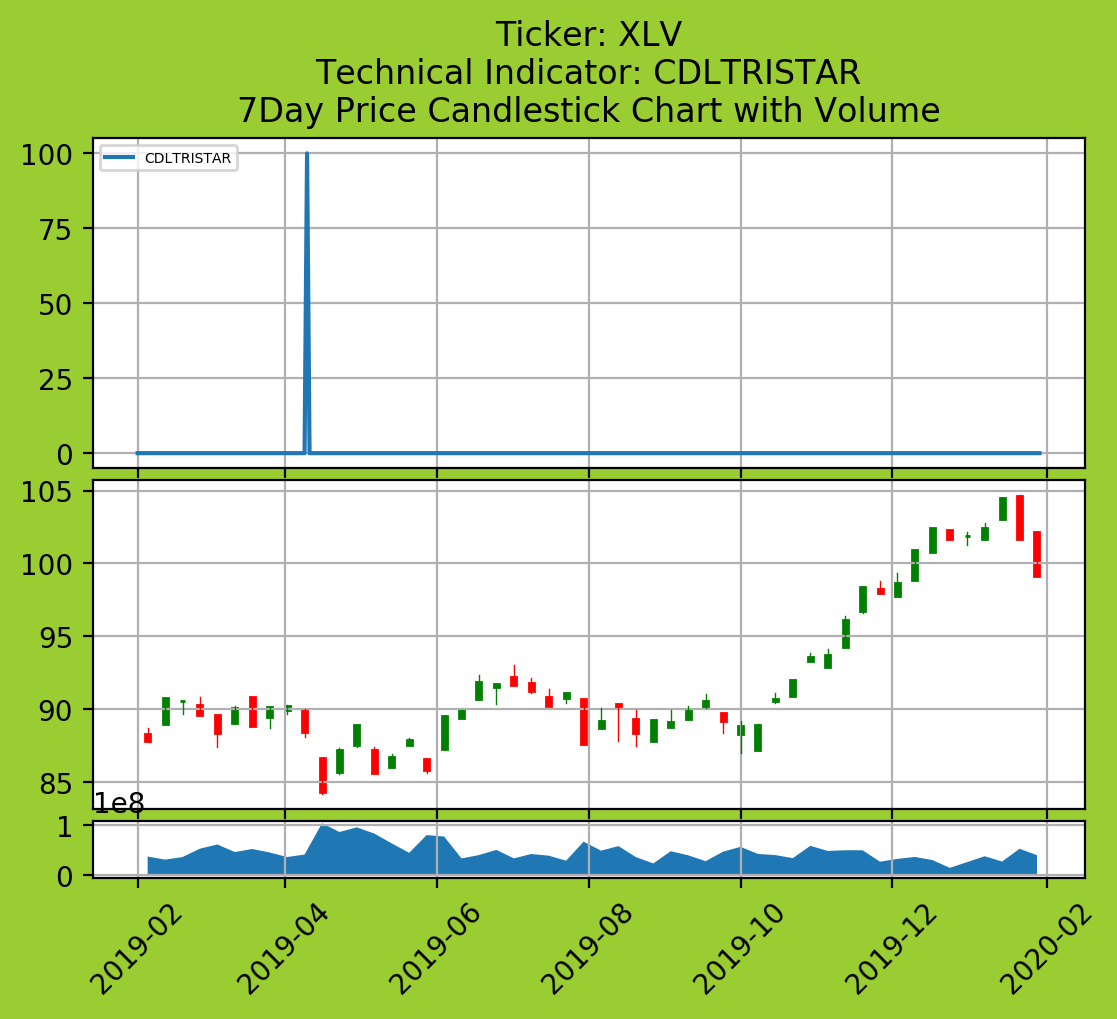 Ticker: XLV
Technical Indicator: CDLTRISTAR
7Day Price Candlestick Chart with Volume
100
CDLTRISTAR
75
50
25
0
105
100
95
90
85
1e8
1
0
2019-02 2019-04 2019-06 2019-08 2019-10 2019-12 2020-02